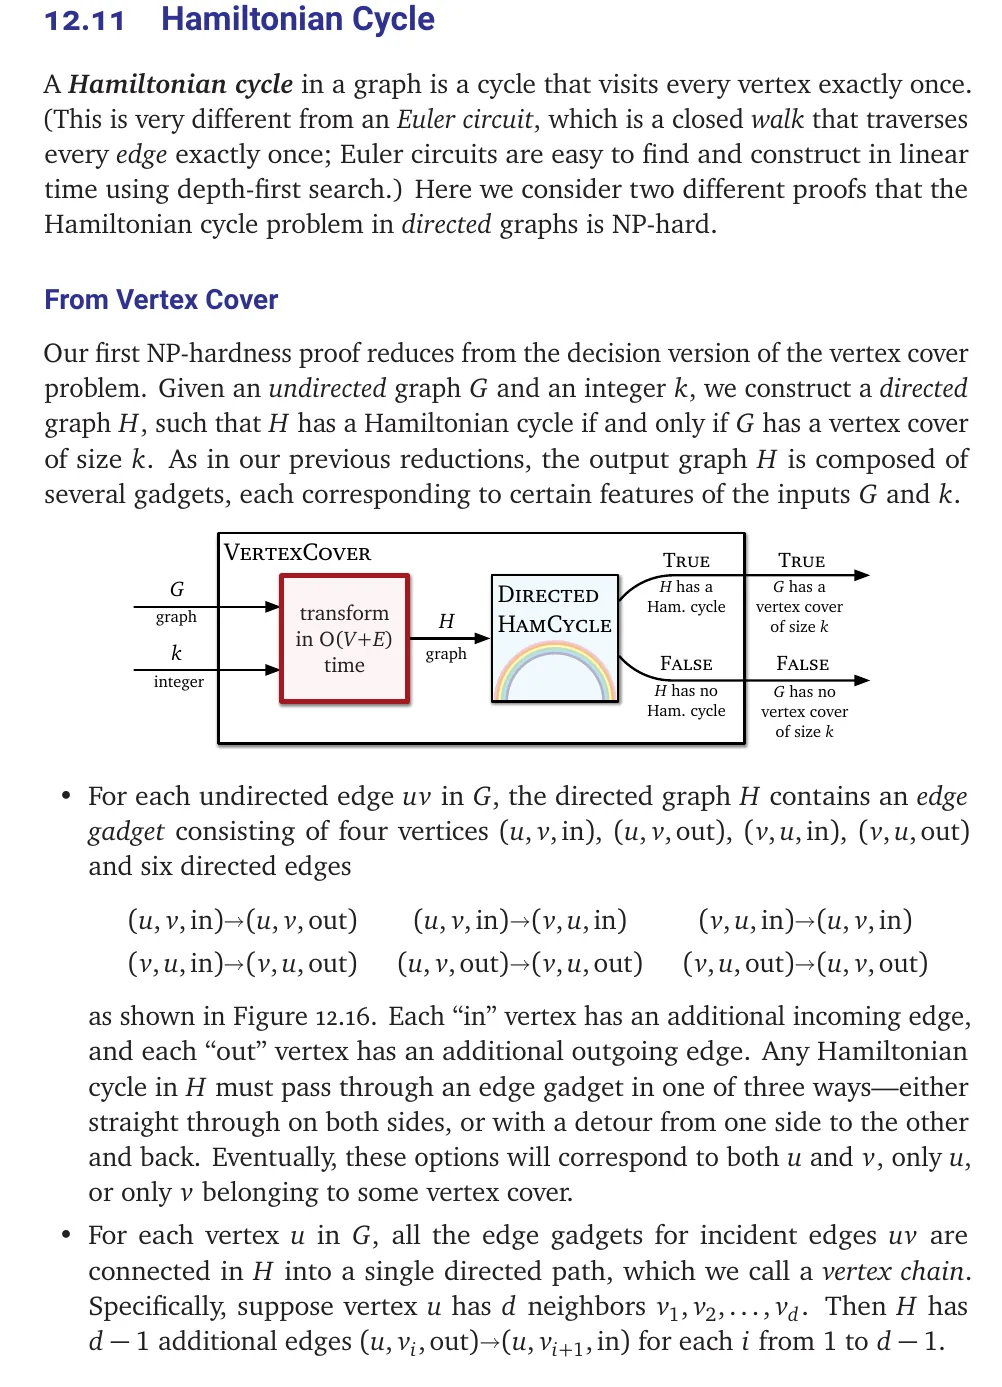 12.11 Hamiltonian Cycle
A Hamiltonian cycle in a graph is a cycle that visits every vertex exactly once.
(This is very different from an Euler circuit, which is a closed walk that traverses
every edge exactly once; Euler circuits are easy to find and construct in linear
time using depth-first search.) Here we consider two different proofs that the
Hamiltonian cycle problem in directed graphs is NP-hard.
From Vertex Cover
Our first NP-hardness proof reduces from the decision version of the vertex cover
problem. Given an undirected graph G and an integer k, we construct a directed
graph H, such that H has a Hamiltonian cycle if and only if G has a vertex cover
of size k. As in our previous reductions, the output graph H is composed of
several gadgets, each corresponding to certain features of the inputs G and k.
VERTEXCOVER
G
graph
k
integer
transform
in O(V+E)
time
H
graph
DIRECTED
HAMCYCLE
TRUE
H has a
Ham. cycle
TRUE
G has a
vertex cover
of size k
FALSE
H has no
Ham. cycle
FALSE
G has no
vertex cover
of size k
• For each undirected edge uv in G, the directed graph H contains an edge
gadget consisting of four vertices (u, v, in), (u, v, out), (v, u, in), (v, u, out)
and six directed edges
(u, v, in)→(u, v, out) (u, v, in)→(v, u, in) (v, u, in)→(u, v, in)
(v, u, in)→(v, u, out) (u, v, out)→(v, u, out) (v, u, out)→(u, v, out)
as shown in Figure 12.16. Each “in” vertex has an additional incoming edge,
and each “out” vertex has an additional outgoing edge. Any Hamiltonian
cycle in H must pass through an edge gadget in one of three ways—either
straight through on both sides, or with a detour from one side to the other
and back. Eventually, these options will correspond to both u and v, only u,
or only v belonging to some vertex cover.
• For each vertex u in G, all the edge gadgets for incident edges uv are
connected in H into a single directed path, which we call a vertex chain.
Specifically, suppose vertex u has d neighbors v₁, v₂, . . . , v_d. Then H has
d − 1 additional edges (u, v_i, out)→(u, v_{i+1}, in) for each i from 1 to d − 1.